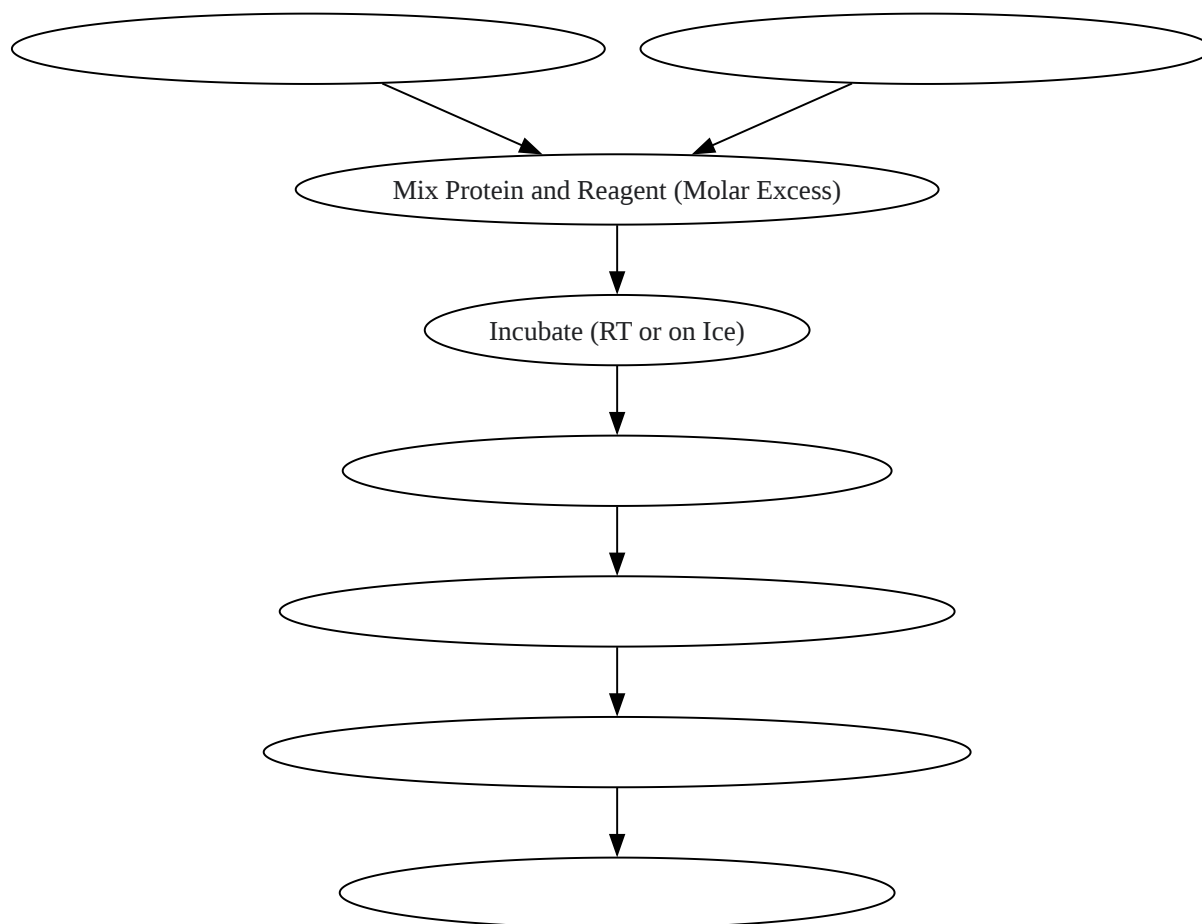 Mix Protein and Reagent (Molar Excess)
Incubate (RT or on Ice)